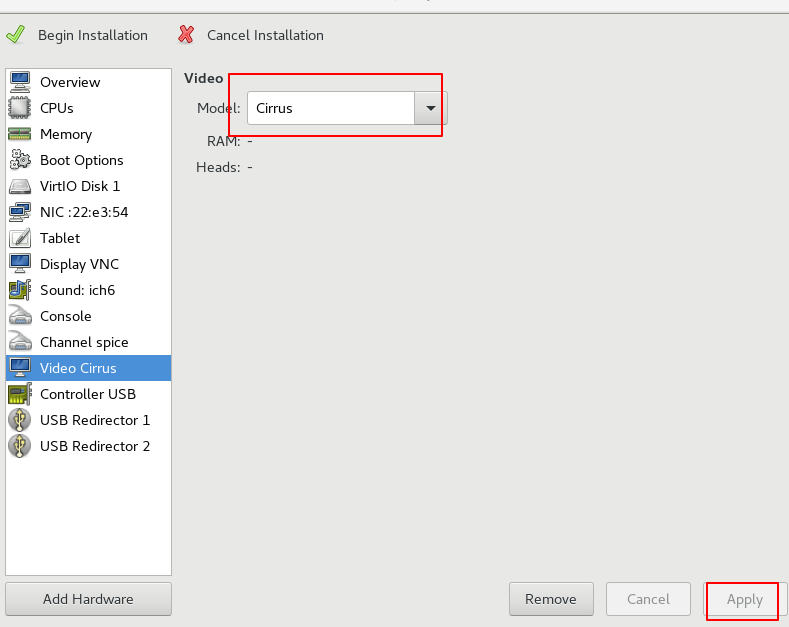 Begin Installation
Cancel Installation
Overview
CPUs
Memory
Boot Options
VirtIO Disk 1
NIC :22:e3:54
Tablet
Display VNC
Sound: ich6
Console
Channel spice
Video Cirrus
Controller USB
USB Redirector 1
USB Redirector 2
Add Hardware
Video
Model: Cirrus
RAM: -
Heads: -
Remove
Cancel
Apply